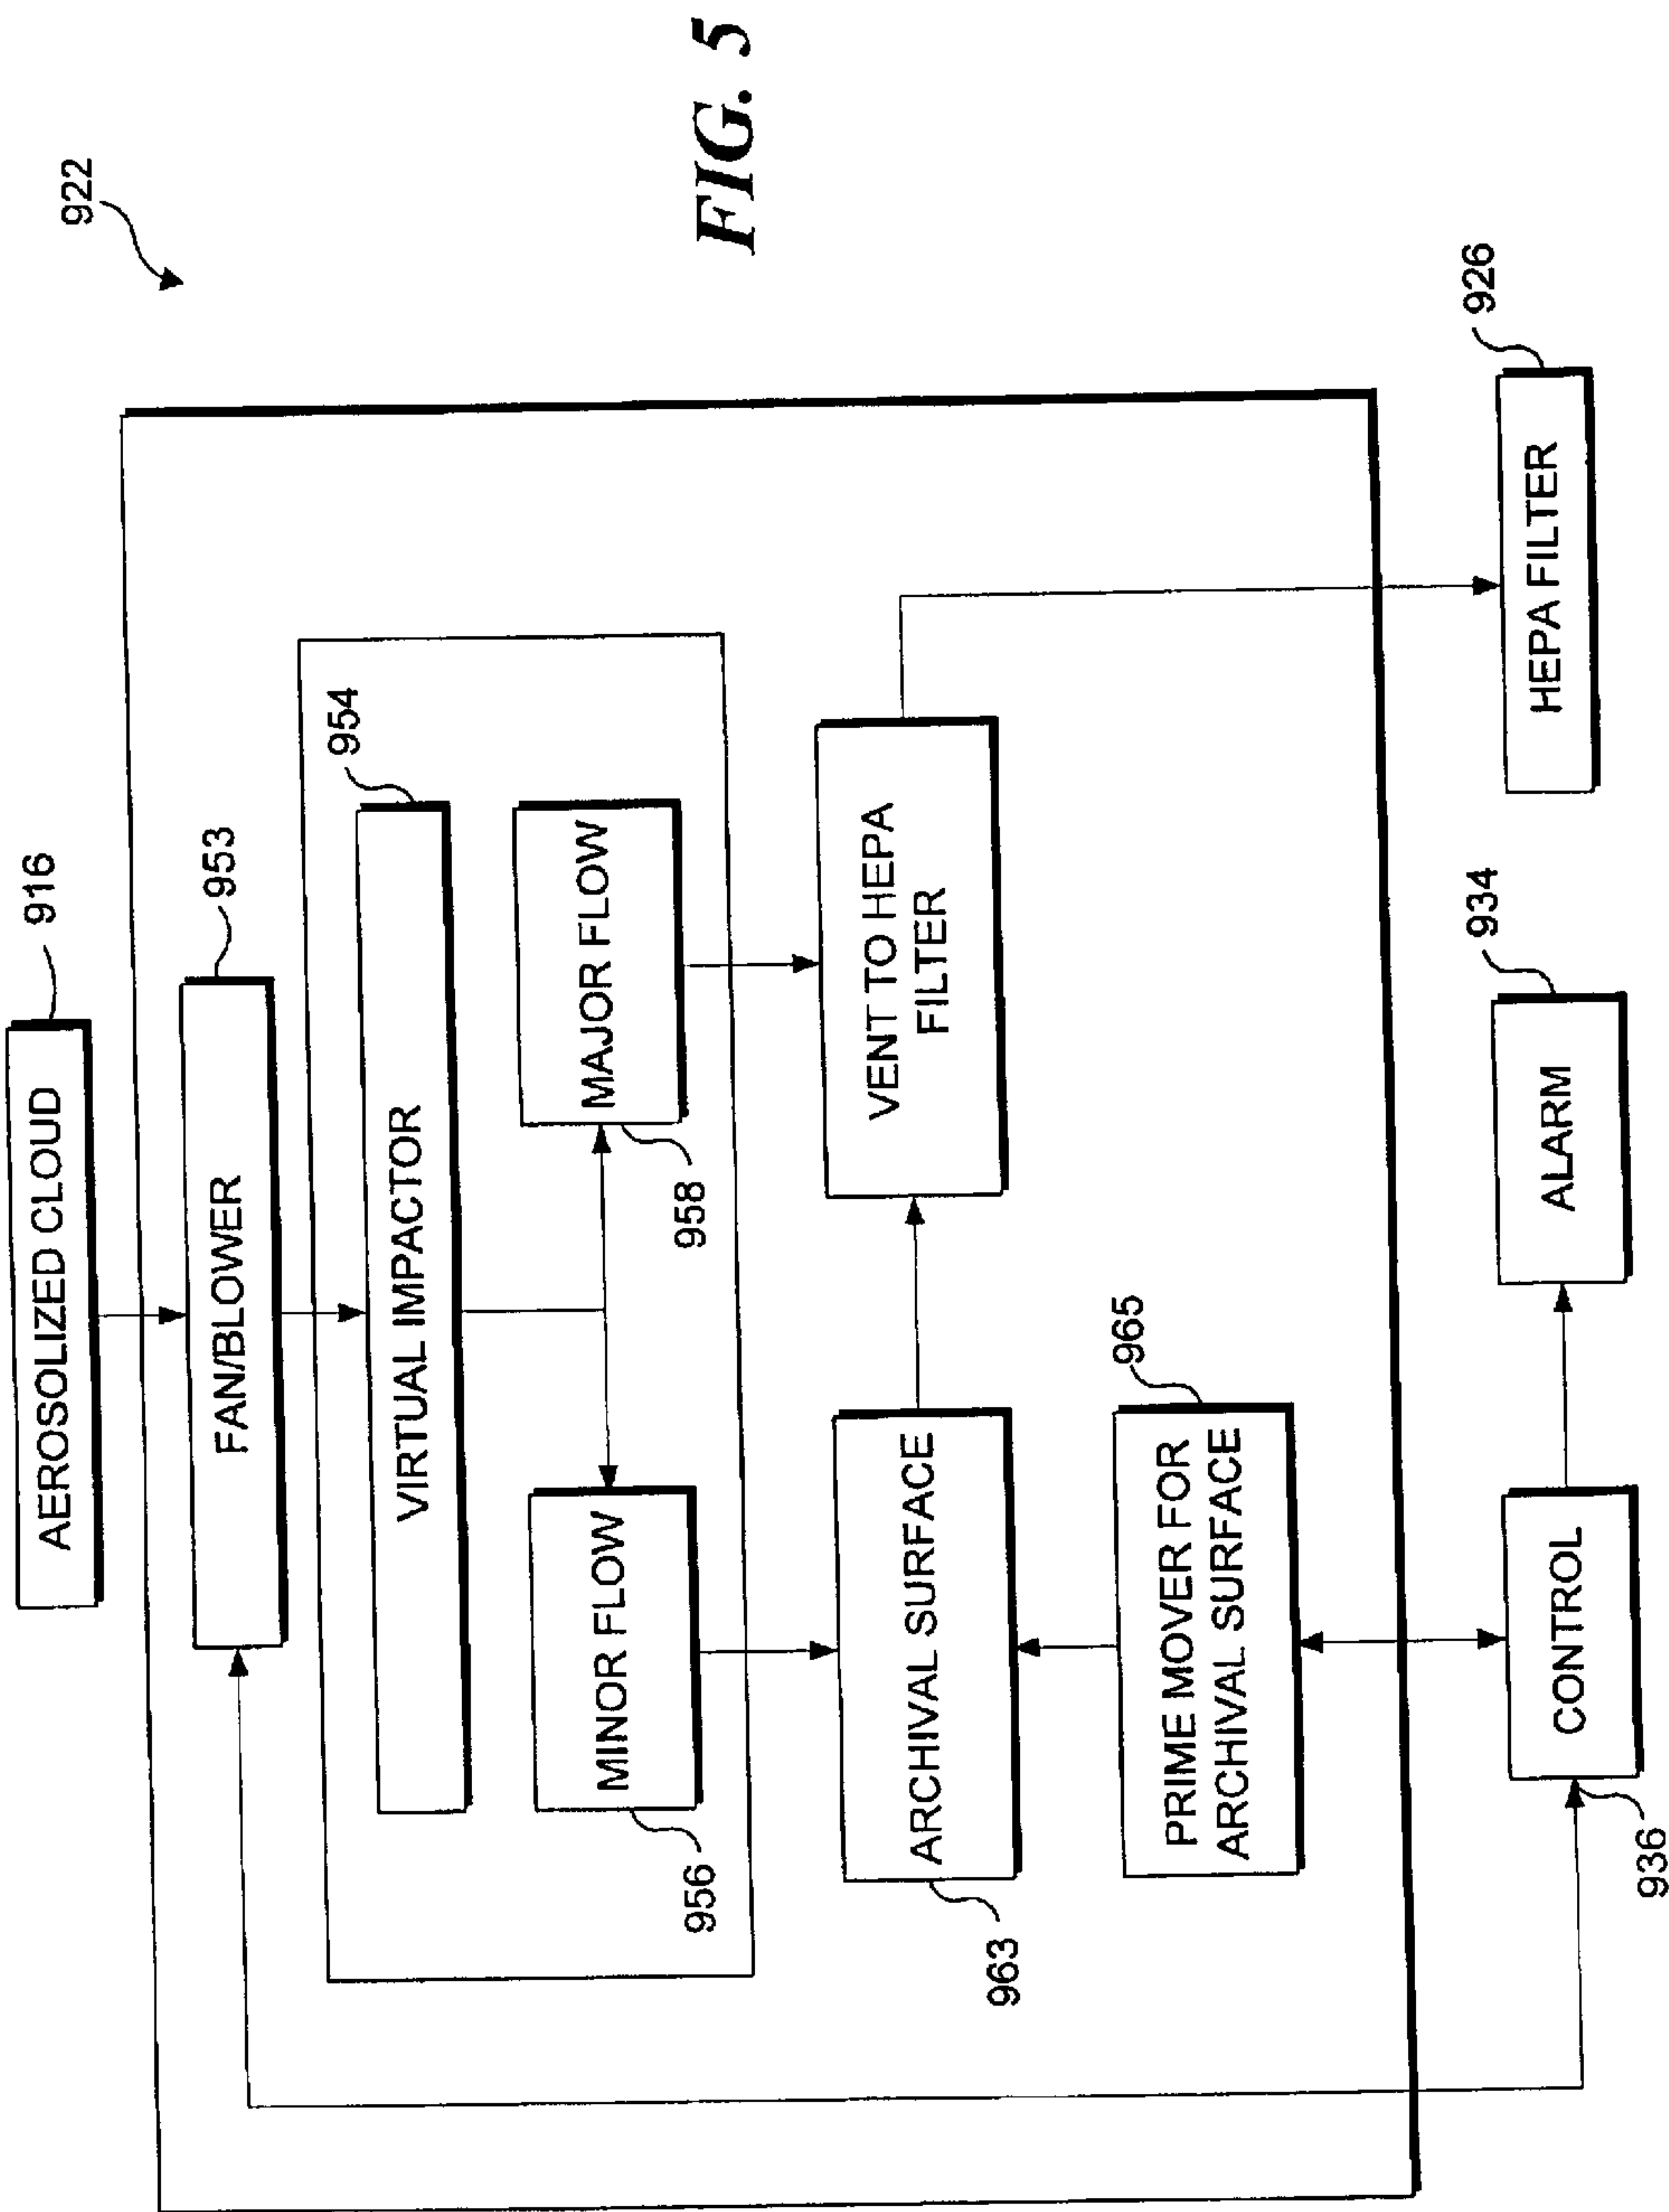 922
AEROSOLIZED CLOUD
916
FAN/BLOWER
953
VIRTUAL IMPACTOR
954
MINOR FLOW
956
MAJOR FLOW
958
ARCHIVAL SURFACE
963
VENT TO HEPA
FILTER
PRIME MOVER FOR
ARCHIVAL SURFACE
965
CONTROL
936
ALARM
934
HEPA FILTER
926
FIG. 5